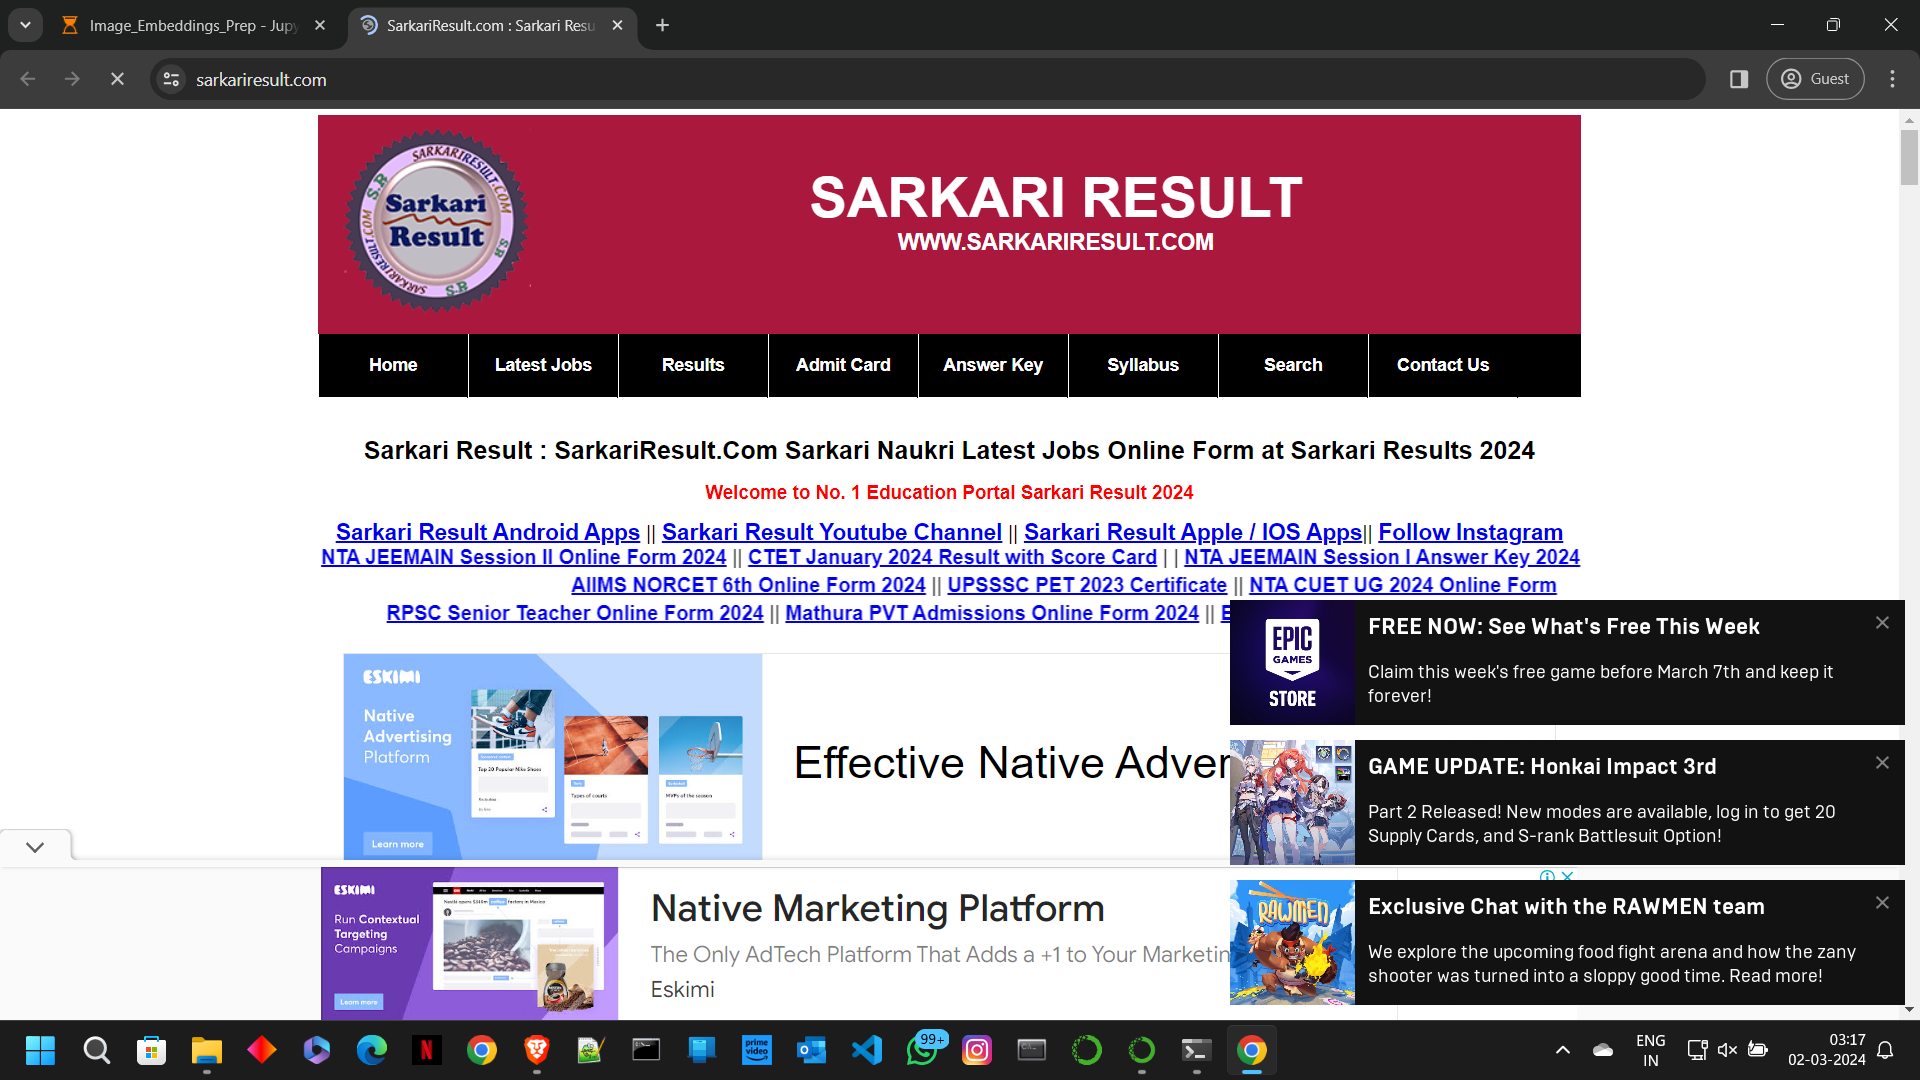 Image_Embeddings_Prep - Jupy
SarkariResult.com : Sarkari Resu
sarkariresult.com
Guest
SARKARIRESULT.COM
S.R
Sarkari
Result
SARKARI RESULT
WWW.SARKARIRESULT.COM
Home
Latest Jobs
Results
Admit Card
Answer Key
Syllabus
Search
Contact Us
Sarkari Result : SarkariResult.Com Sarkari Naukri Latest Jobs Online Form at Sarkari Results 2024
Welcome to No. 1 Education Portal Sarkari Result 2024
Sarkari Result Android Apps || Sarkari Result Youtube Channel || Sarkari Result Apple / IOS Apps|| Follow Instagram
NTA JEEMAIN Session II Online Form 2024 || CTET January 2024 Result with Score Card | | NTA JEEMAIN Session I Answer Key 2024
AIIMS NORCET 6th Online Form 2024 || UPSSSC PET 2023 Certificate || NTA CUET UG 2024 Online Form
RPSC Senior Teacher Online Form 2024 || Mathura PVT Admissions Online Form 2024 ||
EPIC
GAMES
STORE
FREE NOW: See What's Free This Week
Claim this week's free game before March 7th and keep it
forever!
ESKIMI
Native
Advertising
Platform
Top 20 Popular Nike Shoes
Types of courts
MVPs of the season
Learn more
Effective Native Adver
GAME UPDATE: Honkai Impact 3rd
Part 2 Released! New modes are available, log in to get 20
Supply Cards, and S-rank Battlesuit Option!
ESKIMI
Run Contextual
Targeting
Campaigns
Learn more
Native Marketing Platform
The Only AdTech Platform That Adds a +1 to Your Marketin
Eskimi
RAWMEN
Exclusive Chat with the RAWMEN team
We explore the upcoming food fight arena and how the zany
shooter was turned into a sloppy good time. Read more!
prime
video
99+
ENG
IN
03:17
02-03-2024